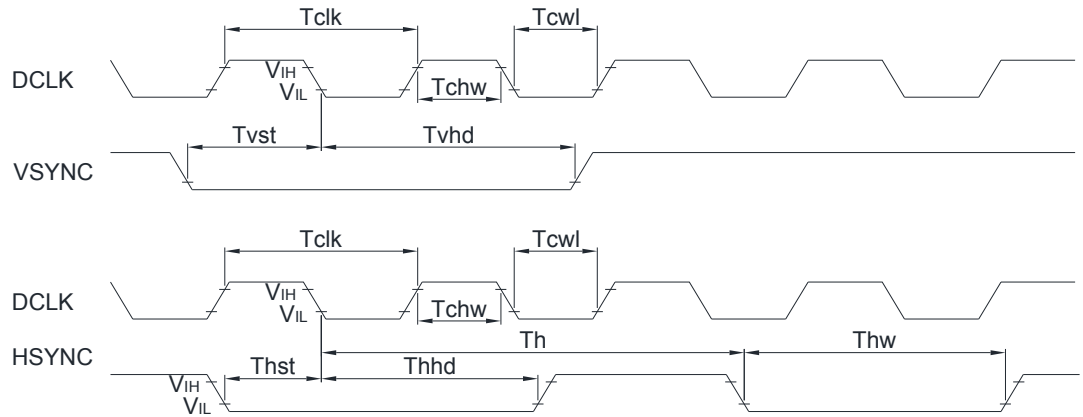 Tclk Tcwl
DCLK VIH VIL Tchw
Tvst Tvhd
VSYNC
Tclk Tcwl
DCLK VIH VIL Tchw
HSYNC Th Thw
Thst Thhd
VIH
VIL